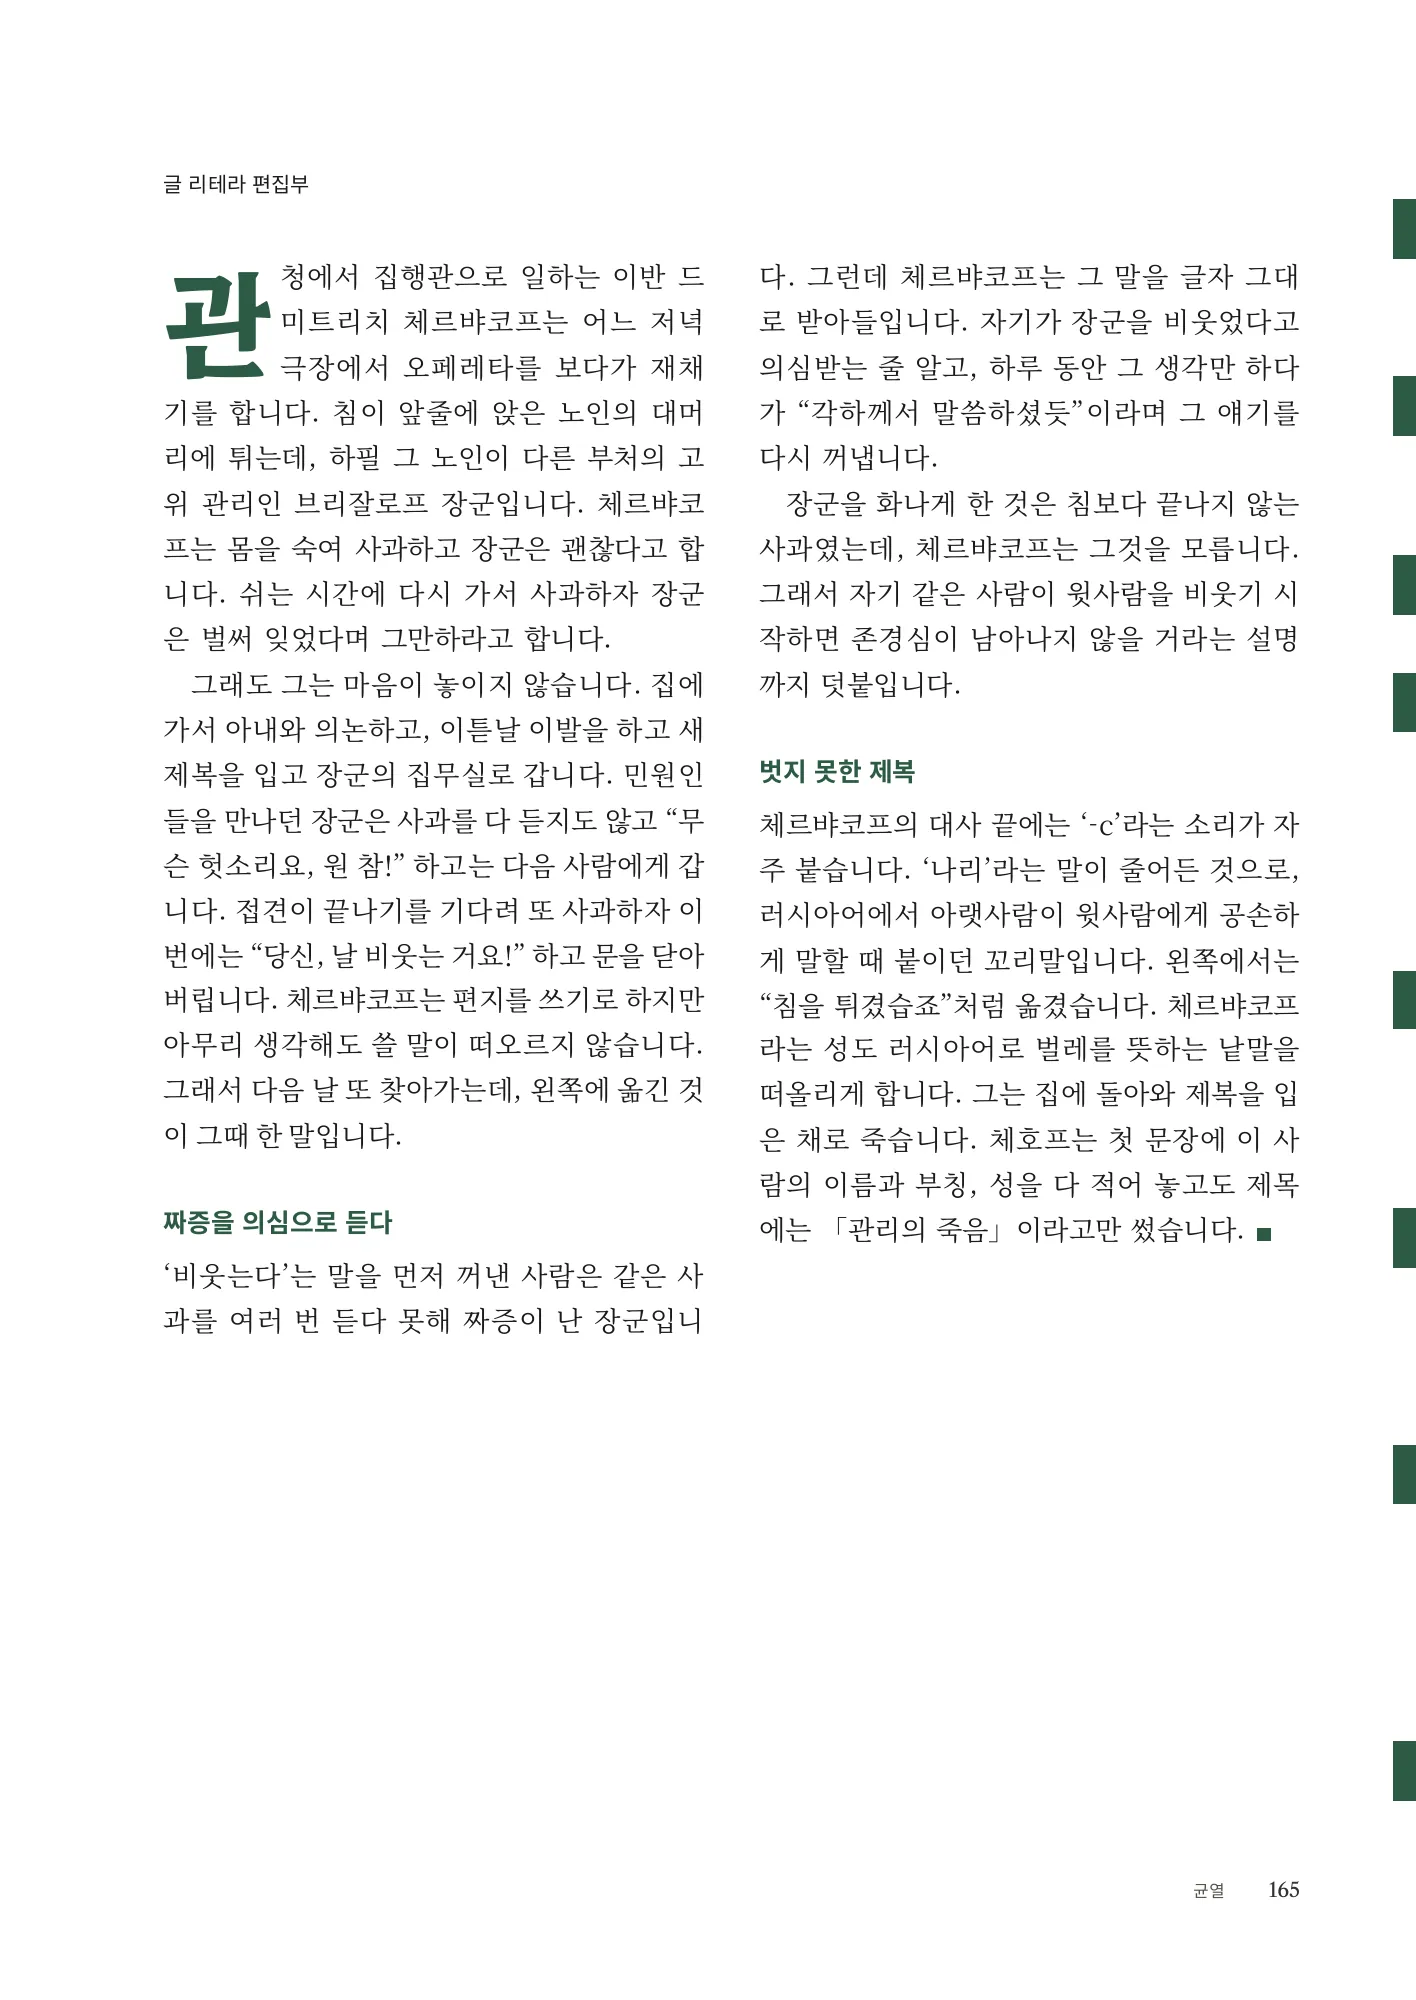 글 리테라 편집부
관청에서 집행관으로 일하는 이반 드
미트리치 체르뱌코프는 어느 저녁
극장에서 오페레타를 보다가 재채
기를 합니다. 침이 앞줄에 앉은 노인의 대머
리에 튀는데, 하필 그 노인이 다른 부처의 고
위 관리인 브리잘로프 장군입니다. 체르뱌코
프는 몸을 숙여 사과하고 장군은 괜찮다고 합
니다. 쉬는 시간에 다시 가서 사과하자 장군
은 벌써 잊었다며 그만하라고 합니다.
그래도 그는 마음이 놓이지 않습니다. 집에
가서 아내와 의논하고, 이튿날 이발을 하고 새
제복을 입고 장군의 집무실로 갑니다. 민원인
들을 만나던 장군은 사과를 다 듣지도 않고 “무
슨 헛소리요, 원 참!” 하고는 다음 사람에게 갑
니다. 접견이 끝나기를 기다려 또 사과하자 이
번에는 “당신, 날 비웃는 거요!” 하고 문을 닫아
버립니다. 체르뱌코프는 편지를 쓰기로 하지만
아무리 생각해도 쓸 말이 떠오르지 않습니다.
그래서 다음 날 또 찾아가는데, 왼쪽에 옮긴 것
이 그때 한 말입니다.
짜증을 의심으로 듣다
‘비웃는다’는 말을 먼저 꺼낸 사람은 같은 사
과를 여러 번 듣다 못해 짜증이 난 장군입니
다. 그런데 체르뱌코프는 그 말을 글자 그대
로 받아들입니다. 자기가 장군을 비웃었다고
의심받는 줄 알고, 하루 동안 그 생각만 하다
가 “각하께서 말씀하셨듯”이라며 그 얘기를
다시 꺼냅니다.
장군을 화나게 한 것은 침보다 끝나지 않는
사과였는데, 체르뱌코프는 그것을 모릅니다.
그래서 자기 같은 사람이 윗사람을 비웃기 시
작하면 존경심이 남아나지 않을 거라는 설명
까지 덧붙입니다.
벗지 못한 제복
체르뱌코프의 대사 끝에는 ‘-с’라는 소리가 자
주 붙습니다. ‘나리’라는 말이 줄어든 것으로,
러시아어에서 아랫사람이 윗사람에게 공손하
게 말할 때 붙이던 꼬리말입니다. 왼쪽에서는
“침을 튀겼습죠”처럼 옮겼습니다. 체르뱌코프
라는 성도 러시아어로 벌레를 뜻하는 낱말을
떠올리게 합니다. 그는 집에 돌아와 제복을 입
은 채로 죽습니다. 체호프는 첫 문장에 이 사
람의 이름과 부칭, 성을 다 적어 놓고도 제목
에는 「관리의 죽음」이라고만 썼습니다. ■
균열 165